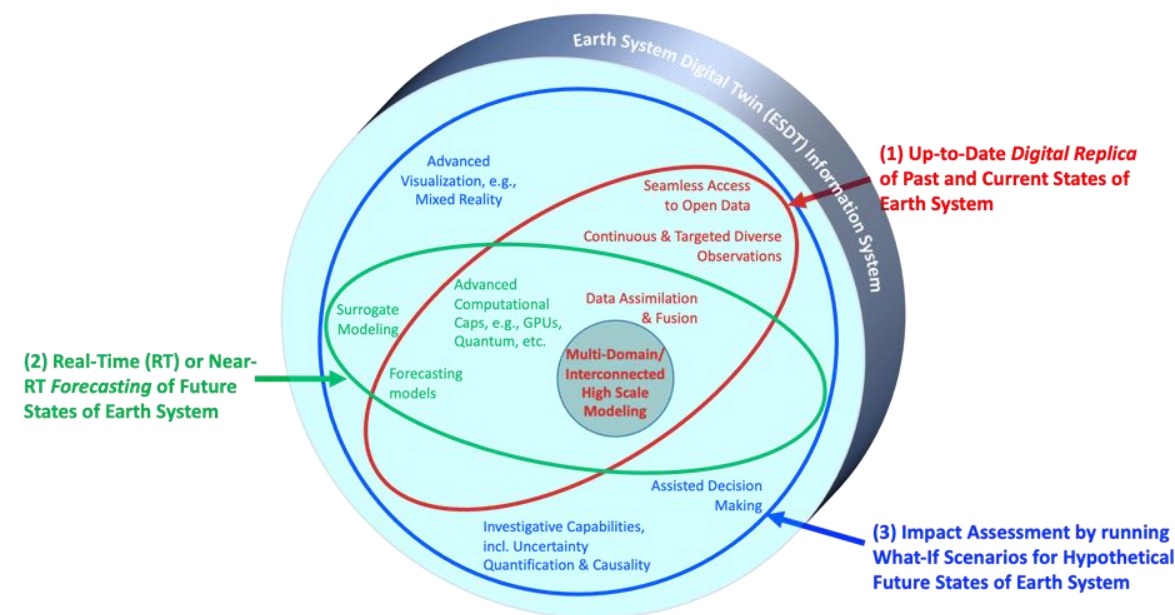 Earth System Digital Twin (ESDT) Information System
Advanced
Visualization, e.g.,
Mixed Reality
(1) Up-to-Date Digital Replica
of Past and Current States of
Earth System
Seamless Access
to Open Data
Continuous & Targeted Diverse
Observations
Advanced
Computational
Caps, e.g., GPUs,
Quantum, etc.
Data Assimilation
& Fusion
Surrogate
Modeling
(2) Real-Time (RT) or Near-
RT Forecasting of Future
States of Earth System
Forecasting
models
Multi-Domain/
Interconnected
High Scale
Modeling
Assisted Decision
Making
Investigative Capabilities,
incl. Uncertainty
Quantification & Causality
(3) Impact Assessment by running
What-If Scenarios for Hypothetical
Future States of Earth System